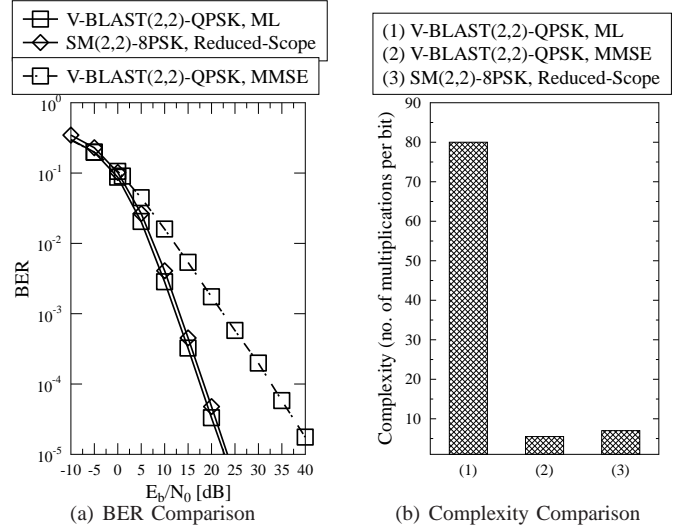 V-BLAST(2,2)-QPSK, ML
SM(2,2)-8PSK, Reduced-Scope
V-BLAST(2,2)-QPSK, MMSE
10^0
10^-1
10^-2
10^-3
10^-4
10^-5
BER
-10 -5 0 5 10 15 20 25 30 35 40
E_b/N_0 [dB]
(a) BER Comparison
(1) V-BLAST(2,2)-QPSK, ML
(2) V-BLAST(2,2)-QPSK, MMSE
(3) SM(2,2)-8PSK, Reduced-Scope
90
80
70
60
50
40
30
20
10
Complexity (no. of multiplications per bit)
(1) (2) (3)
(b) Complexity Comparison